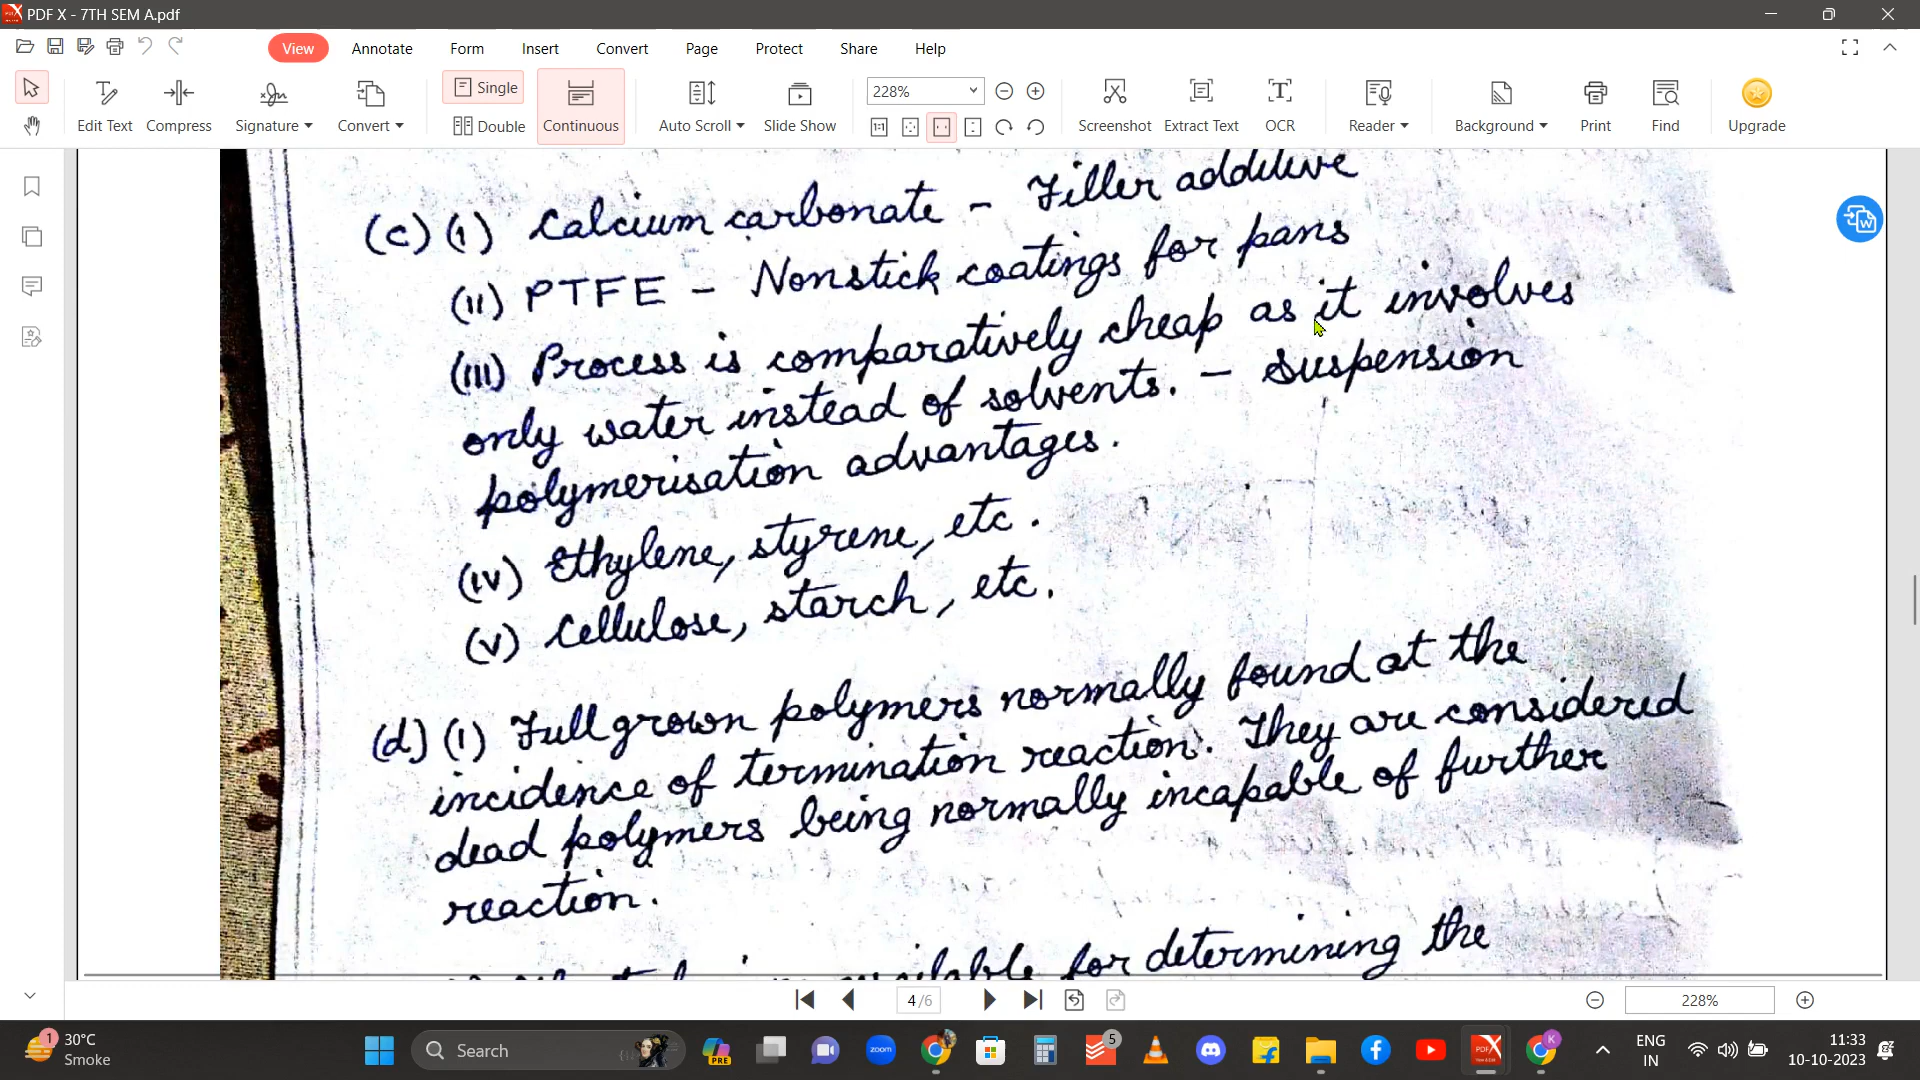 PDF X - 7TH SEM A.pdf
View Annotate Form Insert Convert Page Protect Share Help
Edit Text Compress Signature Convert Single Double Continuous Auto Scroll Slide Show 228% Screenshot Extract Text OCR Reader Background Print Find Upgrade
(c) (i) Calcium carbonate - Filler additive
(ii) PTFE - Nonstick coatings for pans
(iii) Process is comparatively cheap as it involves
only water instead of solvents. - Suspension
polymerisation advantages.
(iv) Ethylene, styrene, etc.
(v) Cellulose, starch, etc.
(d) (i) Full grown polymers normally found at the
incidence of termination reaction. They are considered
dead polymers being normally incapable of further
reaction.
for determining the
4/6 228%
30°C
Smoke
Search
PRE
zoom
5
ENG
IN
11:33
10-10-2023